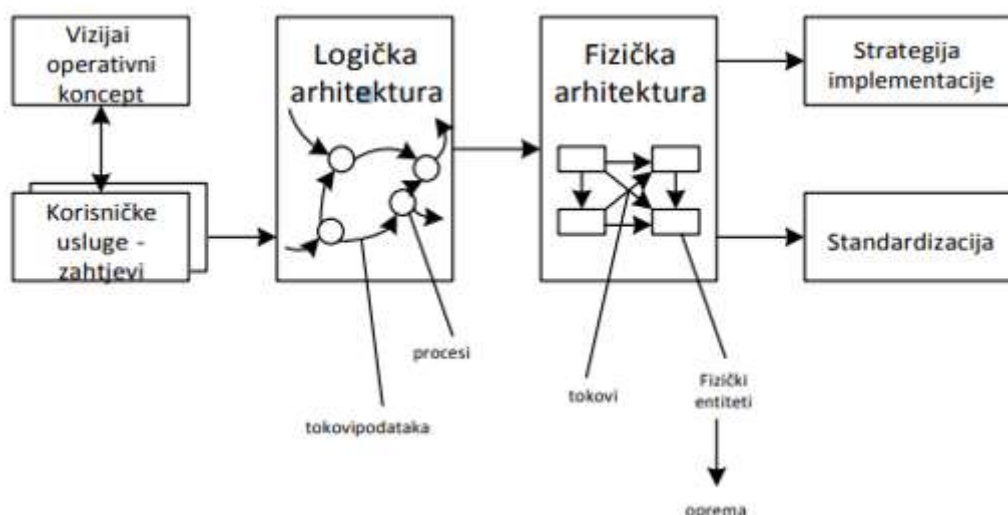 Vizijai
operativni
koncept
Korisničke
usluge -
zahtjevi
Logička
arhitektura
Fizička
arhitektura
Strategija
implementacije
Standardizacija
procesi
tokovipodataka
tokovi
Fizički
entiteti
oprema